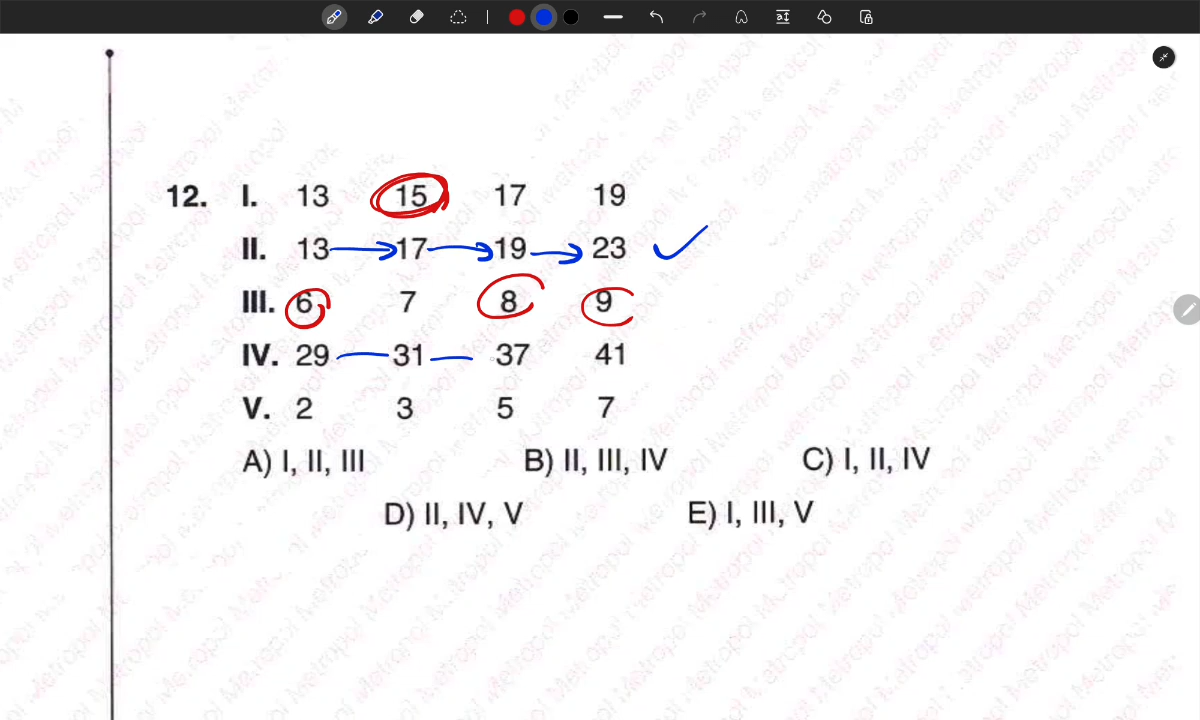 12. I. 13 15 17 19
II. 13 17 19 23
III. 6 7 8 9
IV. 29 31 37 41
V. 2 3 5 7
A) I, II, III B) II, III, IV C) I, II, IV
D) II, IV, V E) I, III, V